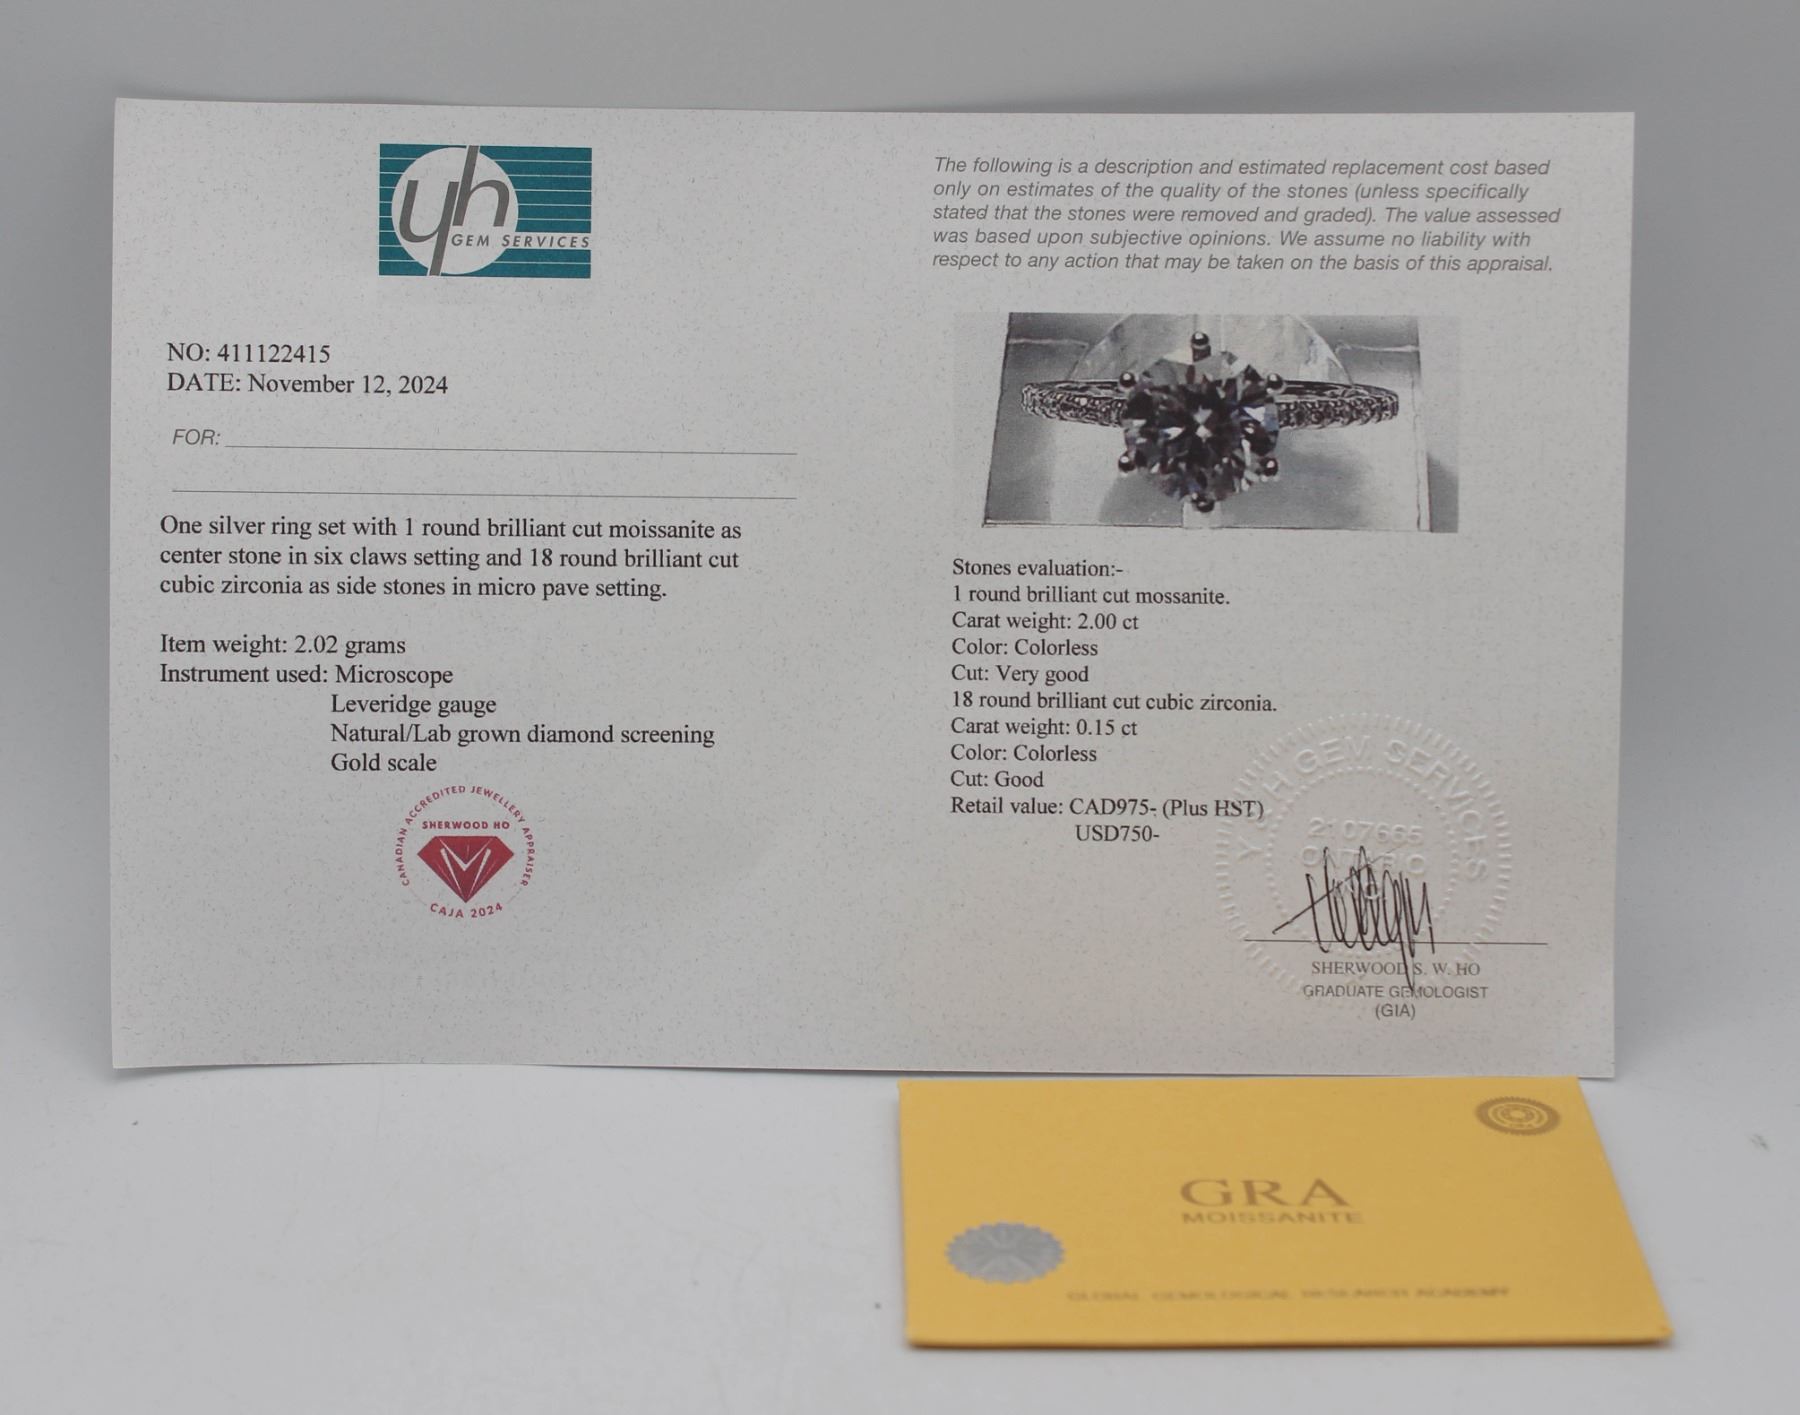 yh
GEM SERVICES
NO: 411122415
DATE: November 12, 2024
FOR:
One silver ring set with 1 round brilliant cut moissanite as
center stone in six claws setting and 18 round brilliant cut
cubic zirconia as side stones in micro pave setting.
Item weight: 2.02 grams
Instrument used: Microscope
Leveridge gauge
Natural/Lab grown diamond screening
Gold scale
CANADIAN ACCREDITED JEWELLERY APPRAISER
SHERWOOD HO
CAJA 2024
The following is a description and estimated replacement cost based
only on estimates of the quality of the stones (unless specifically
stated that the stones were removed and graded). The value assessed
was based upon subjective opinions. We assume no liability with
respect to any action that may be taken on the basis of this appraisal.
Stones evaluation:-
1 round brilliant cut mossanite.
Carat weight: 2.00 ct
Color: Colorless
Cut: Very good
18 round brilliant cut cubic zirconia.
Carat weight: 0.15 ct
Color: Colorless
Cut: Good
Retail value: CAD975- (Plus HST)
USD750-
H GEM SERVICES
2107665
ONTARIO
SHERWOOD S. W. HO
GRADUATE GEMOLOGIST
(GIA)
GRA
MOISSANITE
GLOBAL GEMOLOGICAL RESEARCH ACADEMY